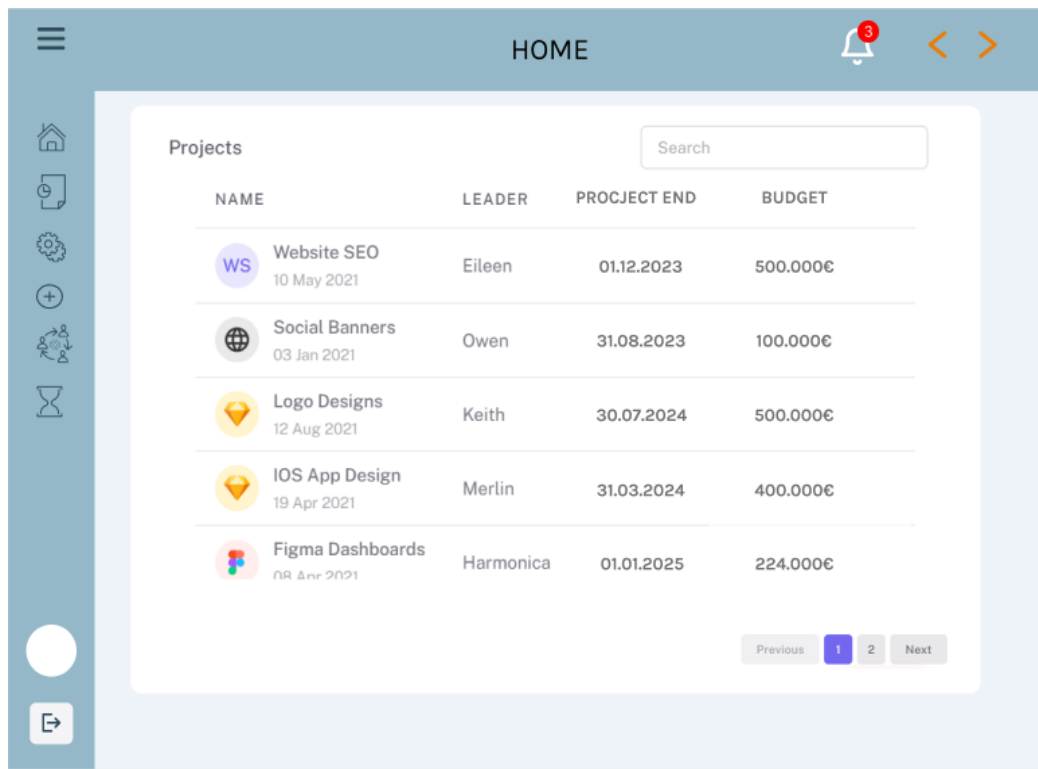 HOME
3
Projects
Search
NAME LEADER PROCJECT END BUDGET
WS Website SEO Eileen 01.12.2023 500.000€
10 May 2021
Social Banners Owen 31.08.2023 100.000€
03 Jan 2021
Logo Designs Keith 30.07.2024 500.000€
12 Aug 2021
IOS App Design Merlin 31.03.2024 400.000€
19 Apr 2021
Figma Dashboards Harmonica 01.01.2025 224.000€
08 Apr 2021
Previous 1 2 Next